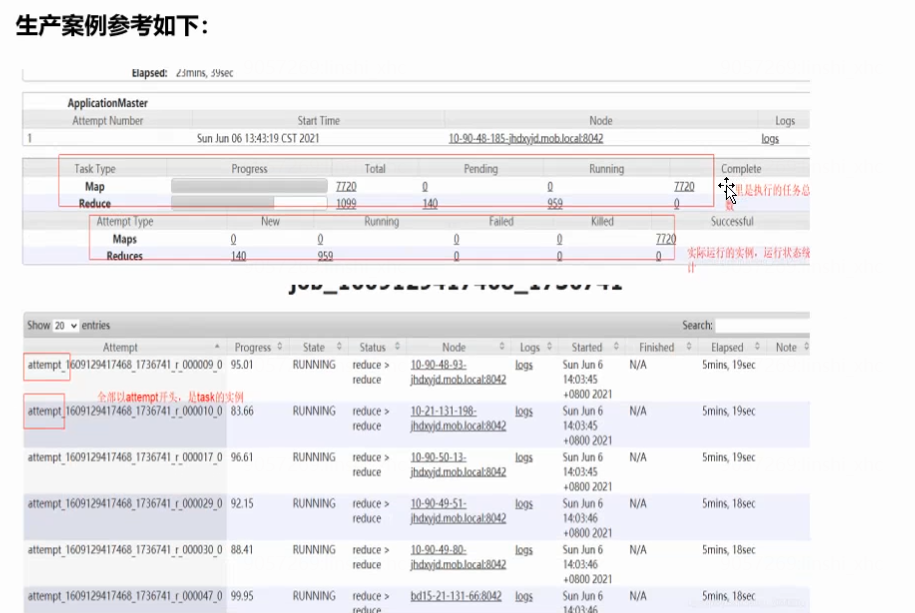 生产案例参考如下：
Elapsed: 23mins, 39sec
ApplicationMaster
Attempt Number Start Time Node Logs
1 Sun Jun 06 13:43:19 CST 2021 10-90-48-185-jhdxyjd.mob.local:8042 logs
Task Type Progress Total Pending Running Complete
Map 7720 0 0 7720 里是执行的任务总
Reduce 1099 140 959 0 数
Attempt Type New Running Failed Killed Successful
Maps 0 0 0 0 7720
Reduces 140 959 0 0 0 实际运行的实例，运行状态统
计
job_1609129417468_1736741
Show 20 entries Search:
Attempt Progress State Status Node Logs Started Finished Elapsed Note
attempt_1609129417468_1736741_r_000009_0 95.01 RUNNING reduce > 10-90-48-93- logs Sun Jun 6 N/A 5mins, 19sec
reduce jhdxyjd.mob.local:8042 14:03:45
+0800 2021
全部以attempt开头，是task的实例
attempt_1609129417468_1736741_r_000010_0 83.66 RUNNING reduce > 10-21-131-198- logs Sun Jun 6 N/A 5mins, 19sec
reduce jhdxyjd.mob.local:8042 14:03:45
+0800 2021
attempt_1609129417468_1736741_r_000017_0 96.61 RUNNING reduce > 10-90-50-13- logs Sun Jun 6 N/A 5mins, 19sec
reduce jhdxyjd.mob.local:8042 14:03:45
+0800 2021
attempt_1609129417468_1736741_r_000029_0 92.15 RUNNING reduce > 10-90-49-51- logs Sun Jun 6 N/A 5mins, 18sec
reduce jhdxyjd.mob.local:8042 14:03:46
+0800 2021
attempt_1609129417468_1736741_r_000030_0 88.41 RUNNING reduce > 10-90-49-80- logs Sun Jun 6 N/A 5mins, 18sec
reduce jhdxyjd.mob.local:8042 14:03:46
+0800 2021
attempt_1609129417468_1736741_r_000047_0 99.95 RUNNING reduce > bd15-21-131-66:8042 logs Sun Jun 6 N/A 5mins, 18sec
reduce 14:03:46